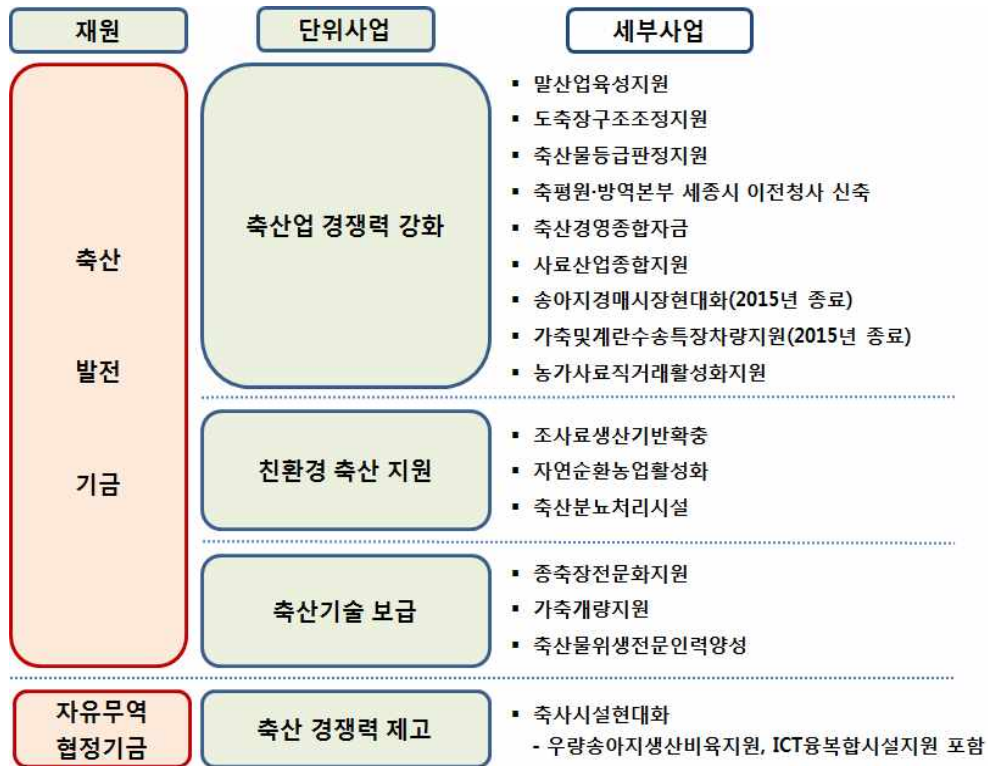 재원
단위사업
세부사업
축산
발전
기금
축산업 경쟁력 강화
▪ 말산업육성지원
▪ 도축장구조조정지원
▪ 축산물등급판정지원
▪ 축평원·방역본부 세종시 이전청사 신축
▪ 축산경영종합자금
▪ 사료산업종합지원
▪ 송아지경매시장현대화(2015년 종료)
▪ 가축및계란수송특장차량지원(2015년 종료)
▪ 농가사료직거래활성화지원
친환경 축산 지원
▪ 조사료생산기반확충
▪ 자연순환농업활성화
▪ 축산분뇨처리시설
축산기술 보급
▪ 종축장전문화지원
▪ 가축개량지원
▪ 축산물위생전문인력양성
자유무역
협정기금
축산 경쟁력 제고
▪ 축사시설현대화
- 우량송아지생산비육지원, ICT융복합시설지원 포함